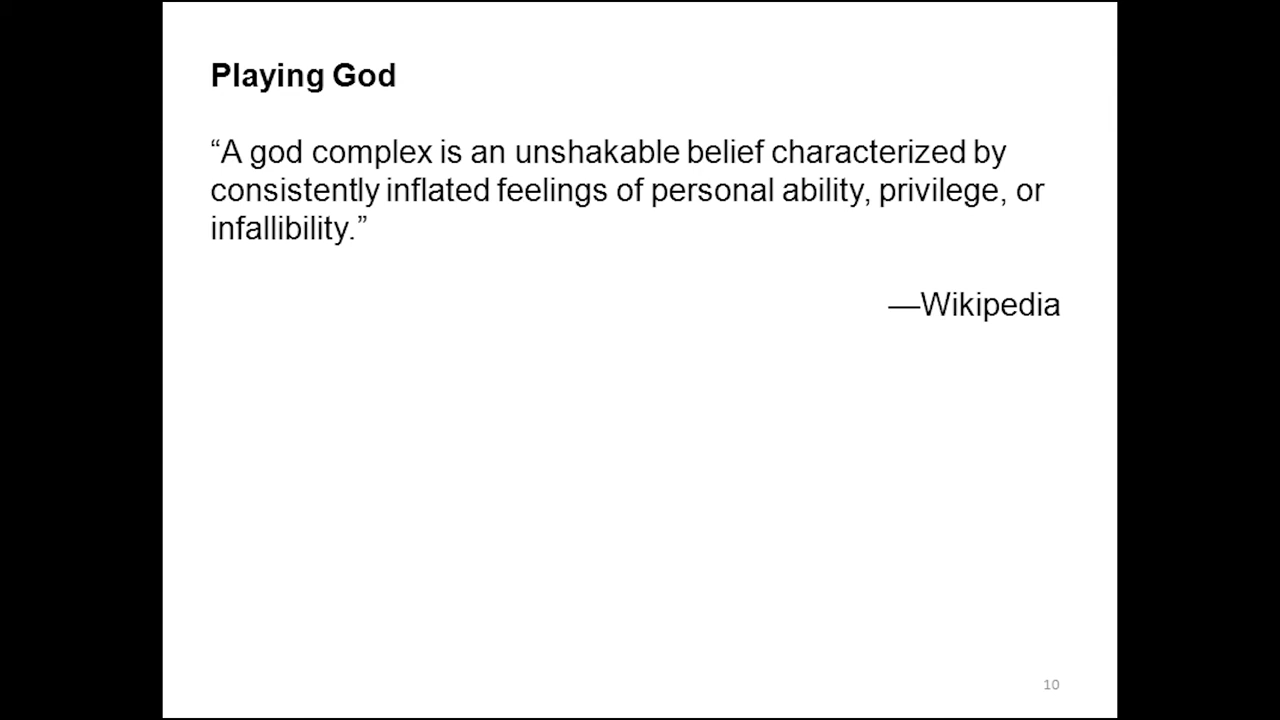 Playing God
“A god complex is an unshakable belief characterized by
consistently inflated feelings of personal ability, privilege, or
infallibility.”
—Wikipedia
10